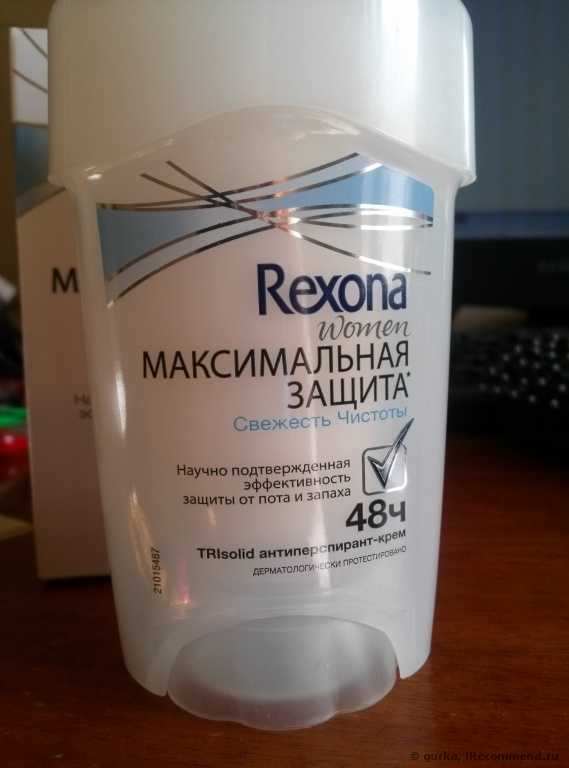 Rexona
women
МАКСИМАЛЬНАЯ
ЗАЩИТА*
Свежесть Чистоты
Научно подтвержденная
эффективность
защиты от пота и запаха
48ч
TRIsolid антиперспирант-крем
ДЕРМАТОЛОГИЧЕСКИ ПРОТЕСТИРОВАНО
21015487
© gurka, IRecommend.ru